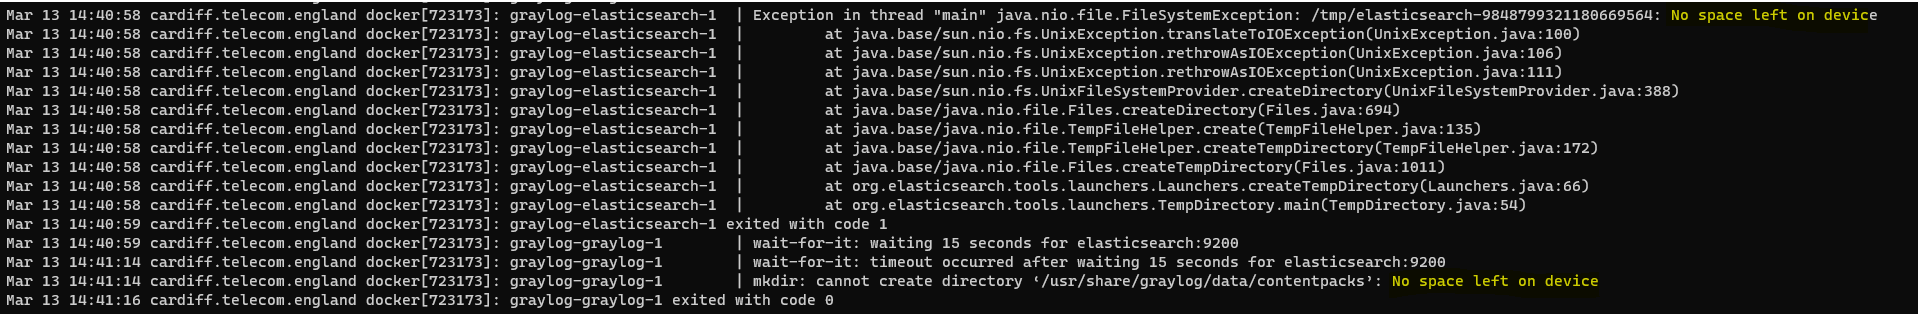 Mar 13 14:40:58 cardiff.telecom.england docker[723173]: graylog-elasticsearch-1  | Exception in thread "main" java.nio.file.FileSystemException: /tmp/elasticsearch-9848799321180669564: No space left on device
Mar 13 14:40:58 cardiff.telecom.england docker[723173]: graylog-elasticsearch-1  |         at java.base/sun.nio.fs.UnixException.translateToIOException(UnixException.java:100)
Mar 13 14:40:58 cardiff.telecom.england docker[723173]: graylog-elasticsearch-1  |         at java.base/sun.nio.fs.UnixException.rethrowAsIOException(UnixException.java:106)
Mar 13 14:40:58 cardiff.telecom.england docker[723173]: graylog-elasticsearch-1  |         at java.base/sun.nio.fs.UnixException.rethrowAsIOException(UnixException.java:111)
Mar 13 14:40:58 cardiff.telecom.england docker[723173]: graylog-elasticsearch-1  |         at java.base/sun.nio.fs.UnixFileSystemProvider.createDirectory(UnixFileSystemProvider.java:388)
Mar 13 14:40:58 cardiff.telecom.england docker[723173]: graylog-elasticsearch-1  |         at java.base/java.nio.file.Files.createDirectory(Files.java:694)
Mar 13 14:40:58 cardiff.telecom.england docker[723173]: graylog-elasticsearch-1  |         at java.base/java.nio.file.TempFileHelper.create(TempFileHelper.java:135)
Mar 13 14:40:58 cardiff.telecom.england docker[723173]: graylog-elasticsearch-1  |         at java.base/java.nio.file.TempFileHelper.createTempDirectory(TempFileHelper.java:172)
Mar 13 14:40:58 cardiff.telecom.england docker[723173]: graylog-elasticsearch-1  |         at java.base/java.nio.file.Files.createTempDirectory(Files.java:1011)
Mar 13 14:40:58 cardiff.telecom.england docker[723173]: graylog-elasticsearch-1  |         at org.elasticsearch.tools.launchers.Launchers.createTempDirectory(Launchers.java:66)
Mar 13 14:40:58 cardiff.telecom.england docker[723173]: graylog-elasticsearch-1  |         at org.elasticsearch.tools.launchers.TempDirectory.main(TempDirectory.java:54)
Mar 13 14:40:59 cardiff.telecom.england docker[723173]: graylog-elasticsearch-1 exited with code 1
Mar 13 14:40:59 cardiff.telecom.england docker[723173]: graylog-graylog-1        | wait-for-it: waiting 15 seconds for elasticsearch:9200
Mar 13 14:41:14 cardiff.telecom.england docker[723173]: graylog-graylog-1        | wait-for-it: timeout occurred after waiting 15 seconds for elasticsearch:9200
Mar 13 14:41:14 cardiff.telecom.england docker[723173]: graylog-graylog-1        | mkdir: cannot create directory ‘/usr/share/graylog/data/contentpacks’: No space left on device
Mar 13 14:41:16 cardiff.telecom.england docker[723173]: graylog-graylog-1 exited with code 0